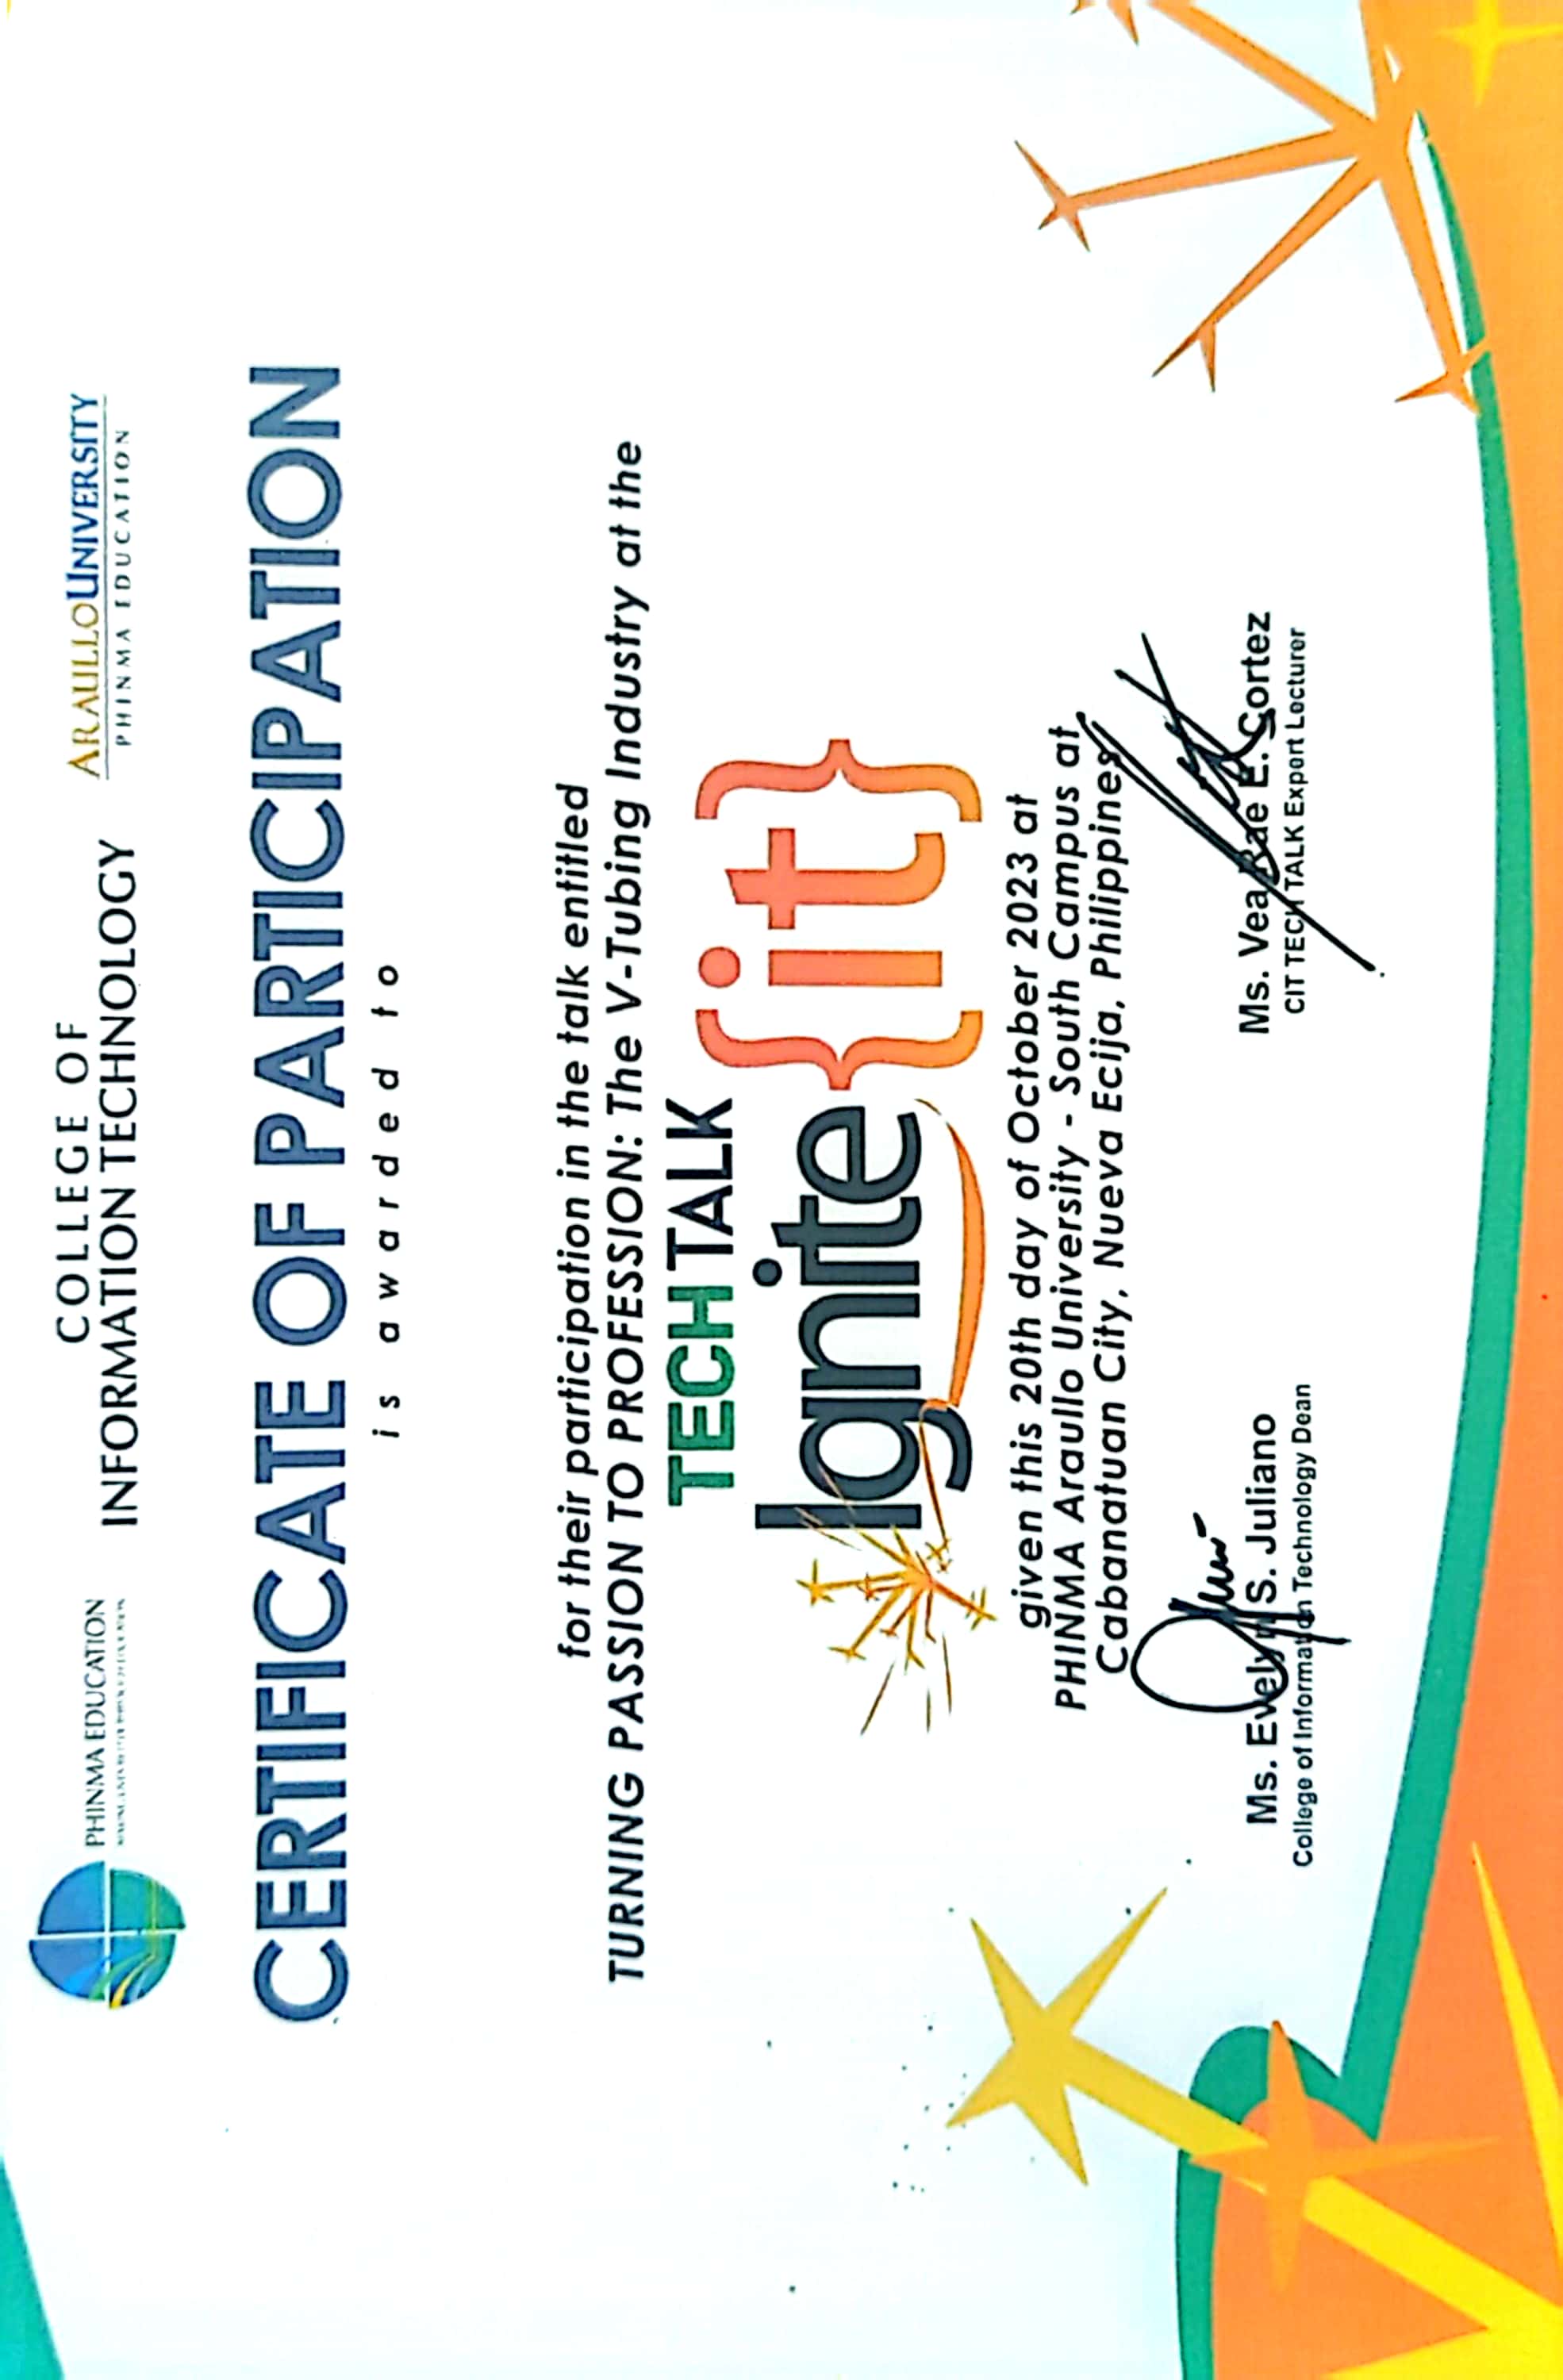 PHINMA EDUCATION
COLLEGE OF
INFORMATION TECHNOLOGY
ARAULLO UNIVERSITY
PHINMA EDUCATION
CERTIFICATE OF PARTICIPATION
is awarded to
for their participation in the talk entitled
TURNING PASSION TO PROFESSION: The V-Tubing Industry at the
TECH TALK
Ignite {it}
given this 20th day of October 2023 at
PHINMA Araullo University - South Campus at
Cabanatuan City, Nueva Ecija, Philippines
Ms. Evelyn S. Juliano
College of Information Technology Dean
Ms. Vea Rae E. Cortez
CIT TECH TALK Expert Lecturer